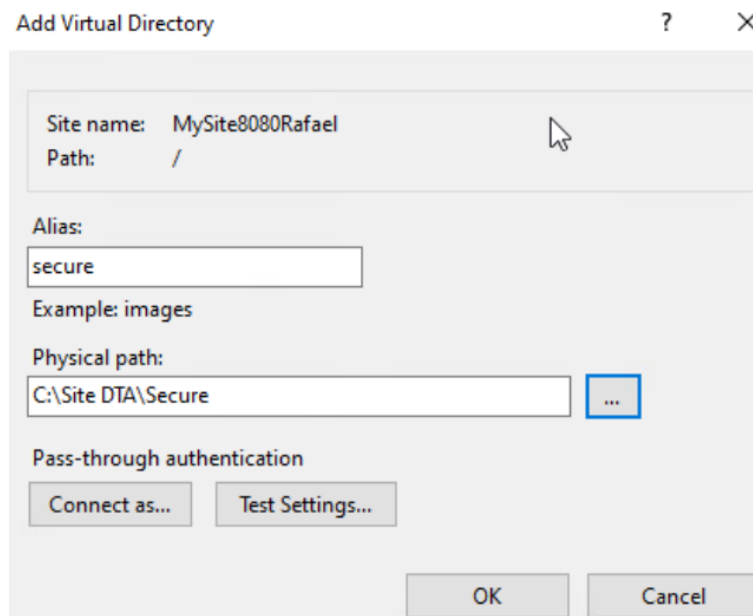 Add Virtual Directory
?
Site name: MySite8080Rafael
Path: /
Alias:
secure
Example: images
Physical path:
C:\Site DTA\Secure
...
Pass-through authentication
Connect as... Test Settings...
OK Cancel